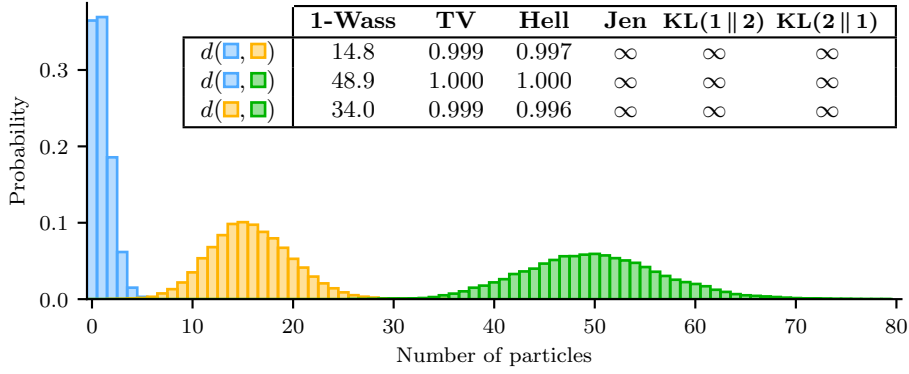 1-Wass TV Hell Jen KL(1 ∥ 2) KL(2 ∥ 1)
d( , ) 14.8 0.999 0.997 ∞ ∞ ∞
d( , ) 48.9 1.000 1.000 ∞ ∞ ∞
d( , ) 34.0 0.999 0.996 ∞ ∞ ∞
Probability
0.3
0.2
0.1
0.0
0 10 20 30 40 50 60 70 80
Number of particles